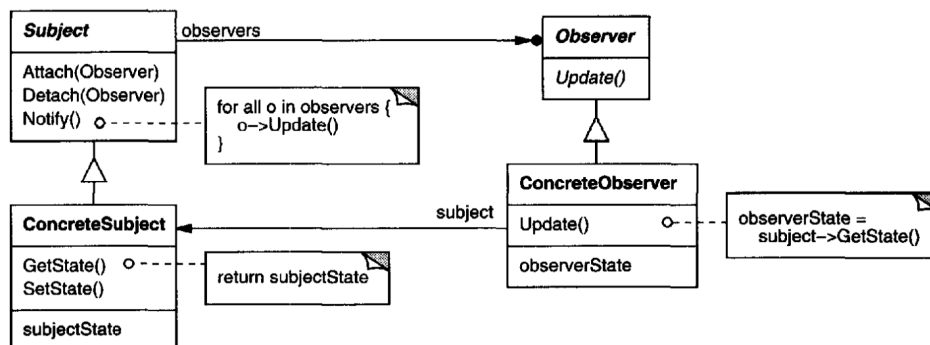 Subject
observers
Observer
Attach(Observer)
Detach(Observer)
Notify()
Update()
for all o in observers {
o->Update()
}
ConcreteObserver
ConcreteSubject
subject
Update()
observerState =
subject->GetState()
GetState()
SetState()
return subjectState
observerState
subjectState